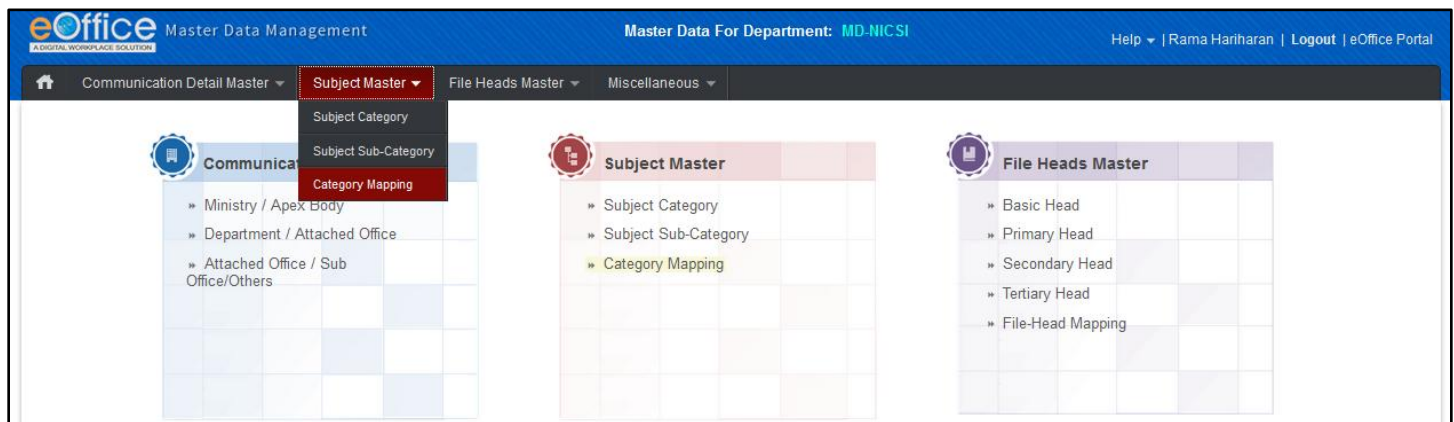 eOffice Master Data Management Master Data For Department: MD-NICSI
A DIGITAL WORKPLACE SOLUTION
Help | Rama Hariharan | Logout | eOffice Portal
Communication Detail Master Subject Master File Heads Master Miscellaneous
Subject Category
Subject Sub-Category
Category Mapping
Communica
» Ministry / Apex Body
» Department / Attached Office
» Attached Office / Sub
Office/Others
Subject Master
» Subject Category
» Subject Sub-Category
» Category Mapping
File Heads Master
» Basic Head
» Primary Head
» Secondary Head
» Tertiary Head
» File-Head Mapping